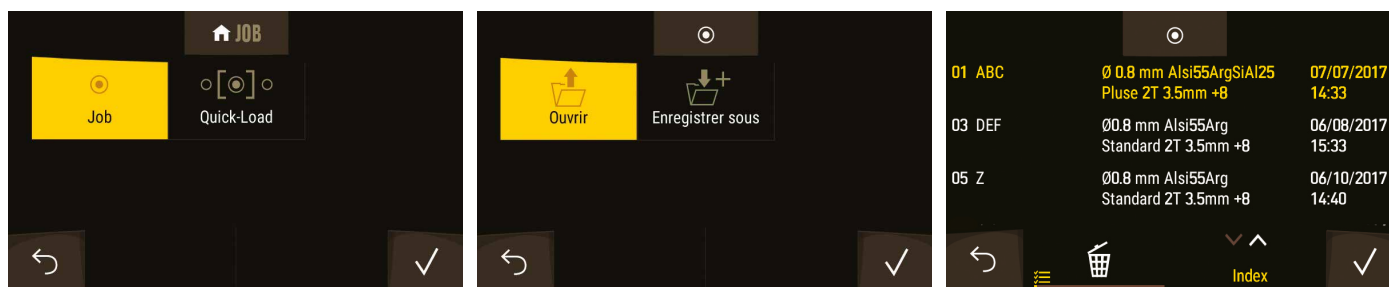 JOB
Job
Quick-Load
Ouvrir
Enregistrer sous
01 ABC Ø 0.8 mm Alsi55ArgSiAl25 07/07/2017
Pluse 2T 3.5mm +8 14:33
03 DEF Ø0.8 mm Alsi55Arg 06/08/2017
Standard 2T 3.5mm +8 15:33
05 Z Ø0.8 mm Alsi55Arg 06/10/2017
Standard 2T 3.5mm +8 14:40
Index